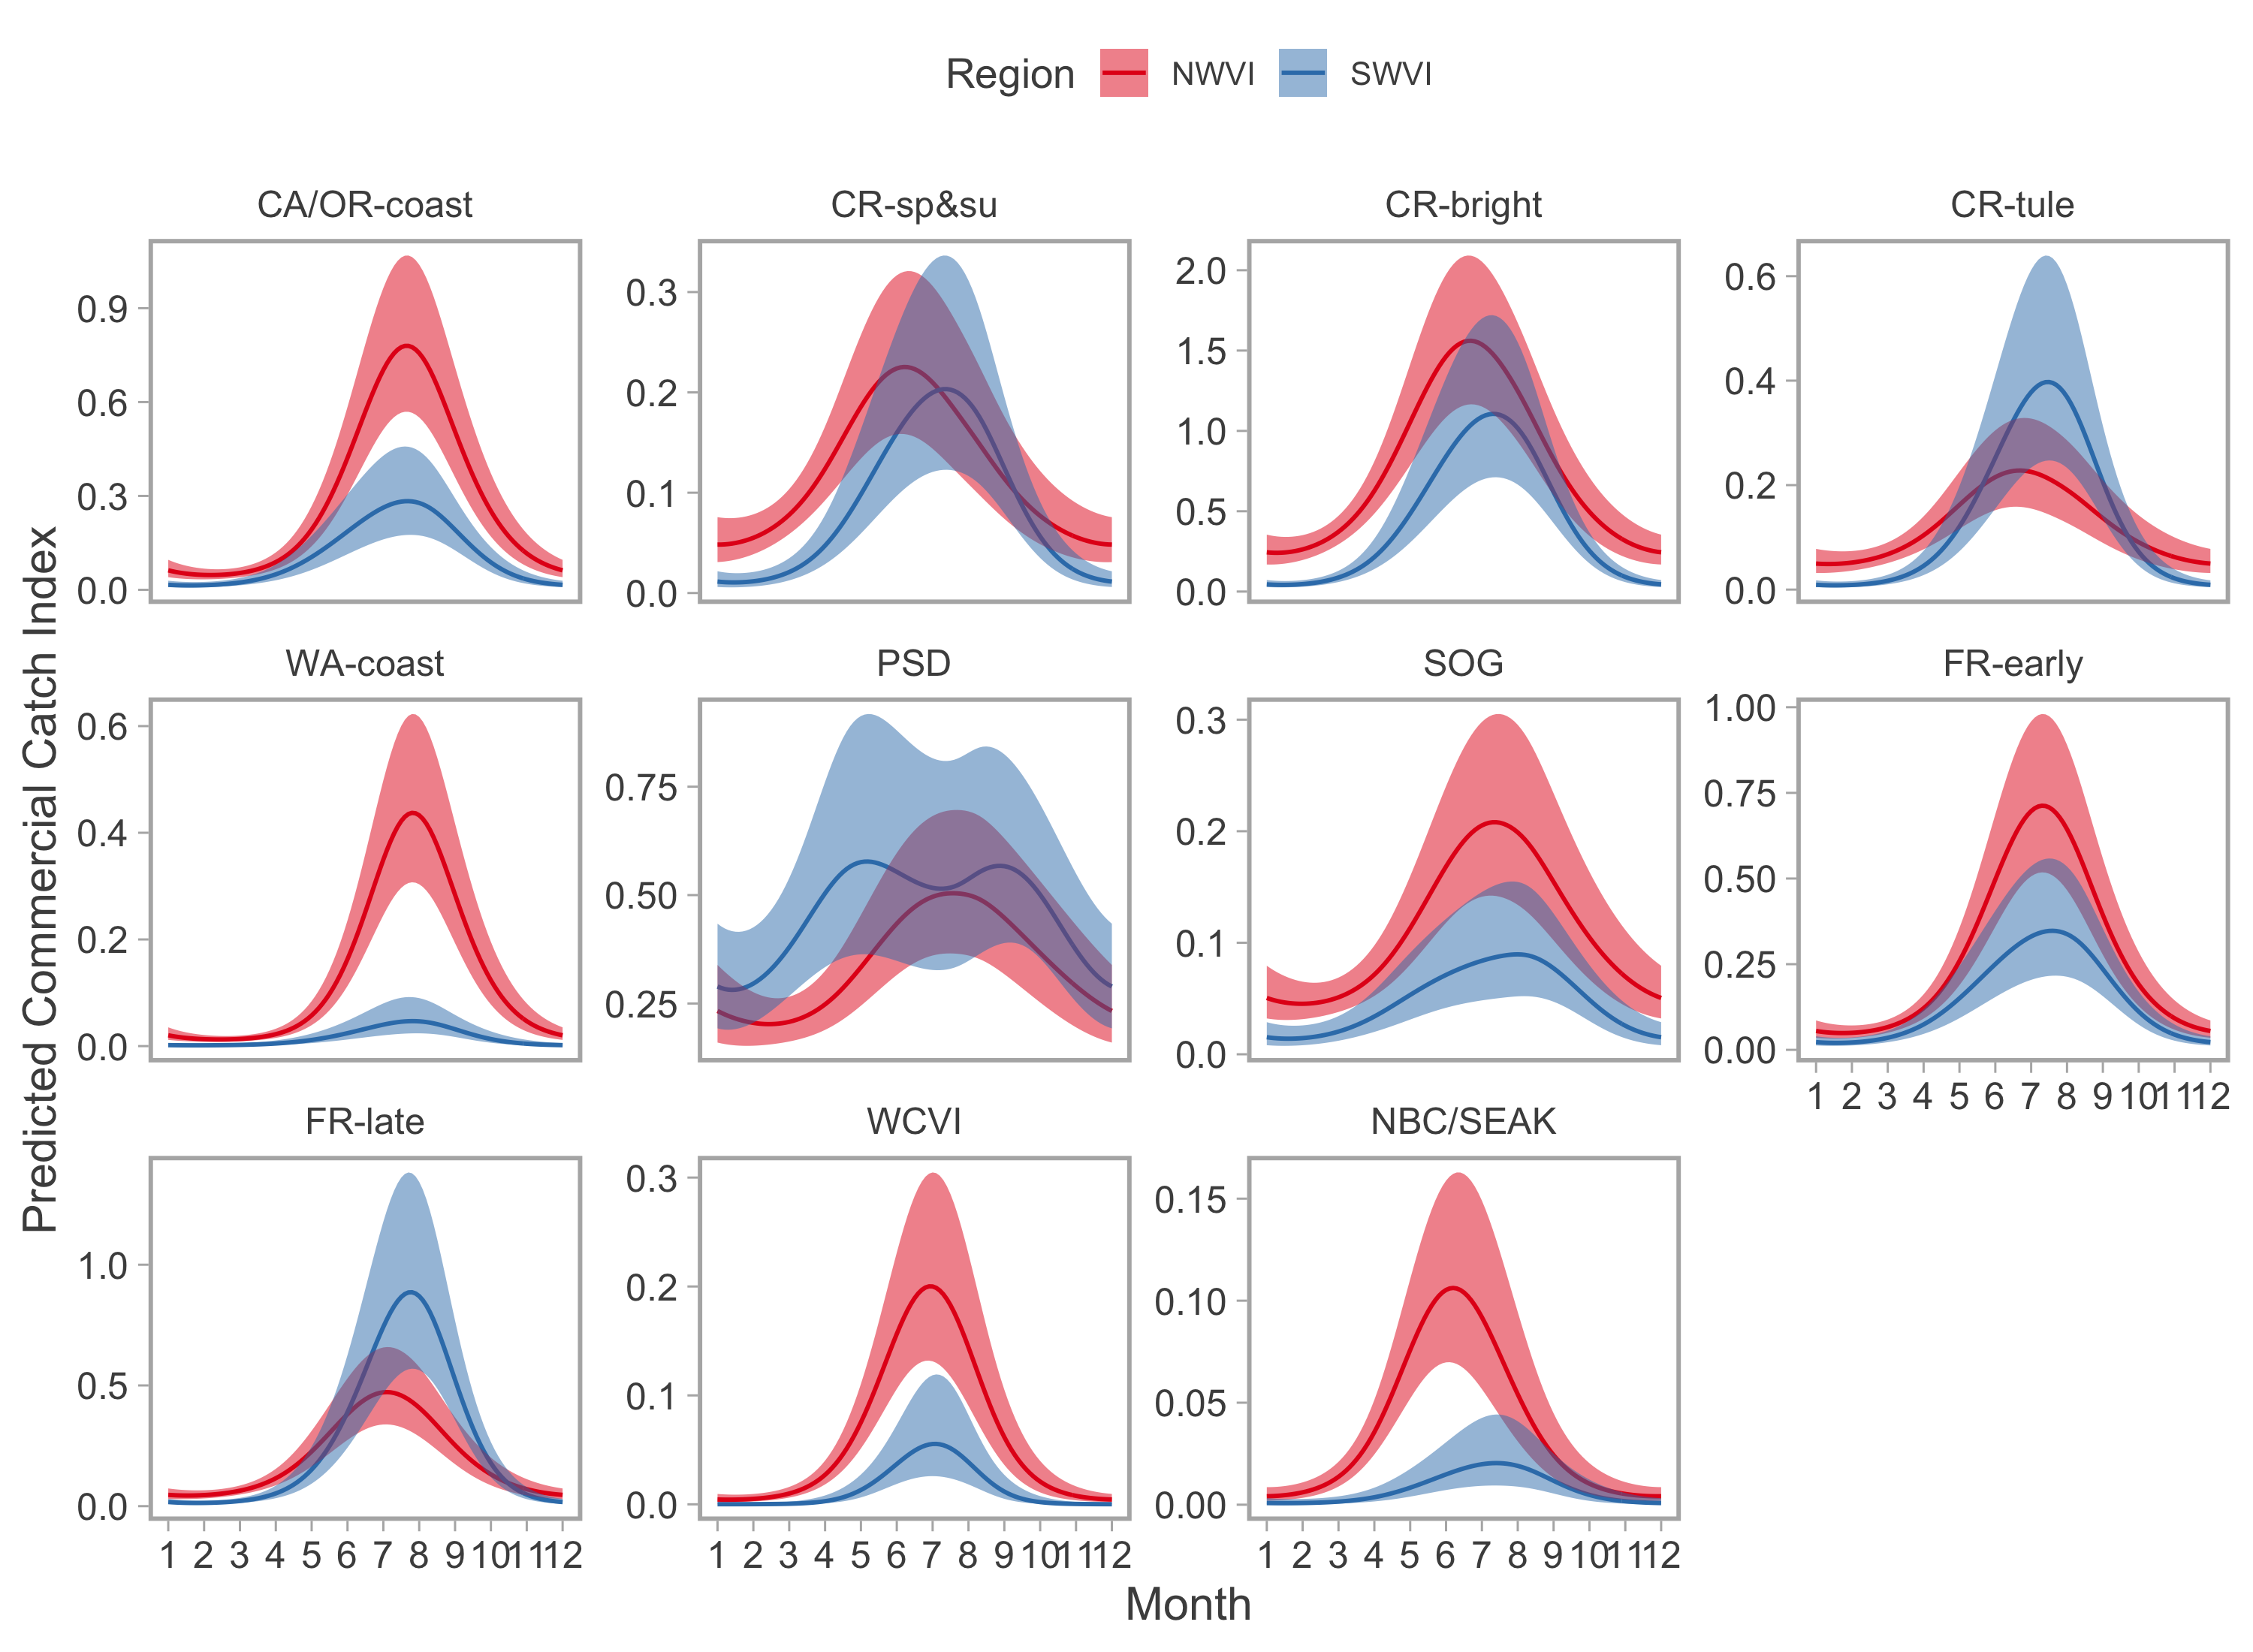 Region NWVI SWVI
Predicted Commercial Catch Index
CA/OR-coast
0.9
0.6
0.3
0.0
CR-sp&su
0.3
0.2
0.1
0.0
CR-bright
2.0
1.5
1.0
0.5
0.0
CR-tule
0.6
0.4
0.2
0.0
WA-coast
0.6
0.4
0.2
0.0
PSD
0.75
0.50
0.25
SOG
0.3
0.2
0.1
0.0
FR-early
1.00
0.75
0.50
0.25
0.00
1 2 3 4 5 6 7 8 9 10 11 12
FR-late
1.0
0.5
0.0
1 2 3 4 5 6 7 8 9 10 11 12
WCVI
0.3
0.2
0.1
0.0
1 2 3 4 5 6 7 8 9 10 11 12
NBC/SEAK
0.15
0.10
0.05
0.00
1 2 3 4 5 6 7 8 9 10 11 12
Month